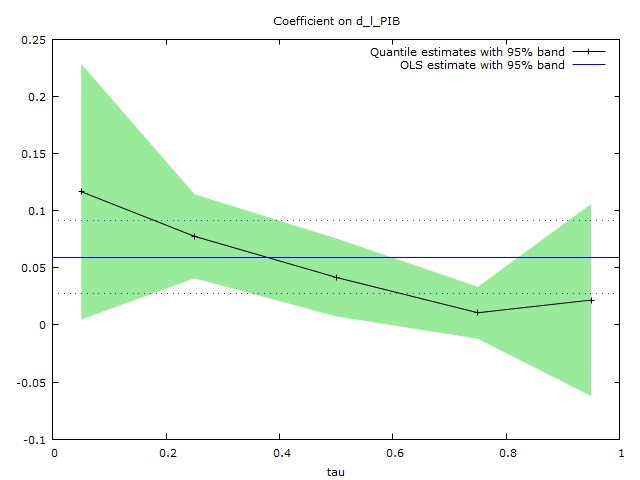 Coefficient on d_l_PIB
Quantile estimates with 95% band
OLS estimate with 95% band
0.25
0.2
0.15
0.1
0.05
0
-0.05
-0.1
0 0.2 0.4 0.6 0.8 1
tau